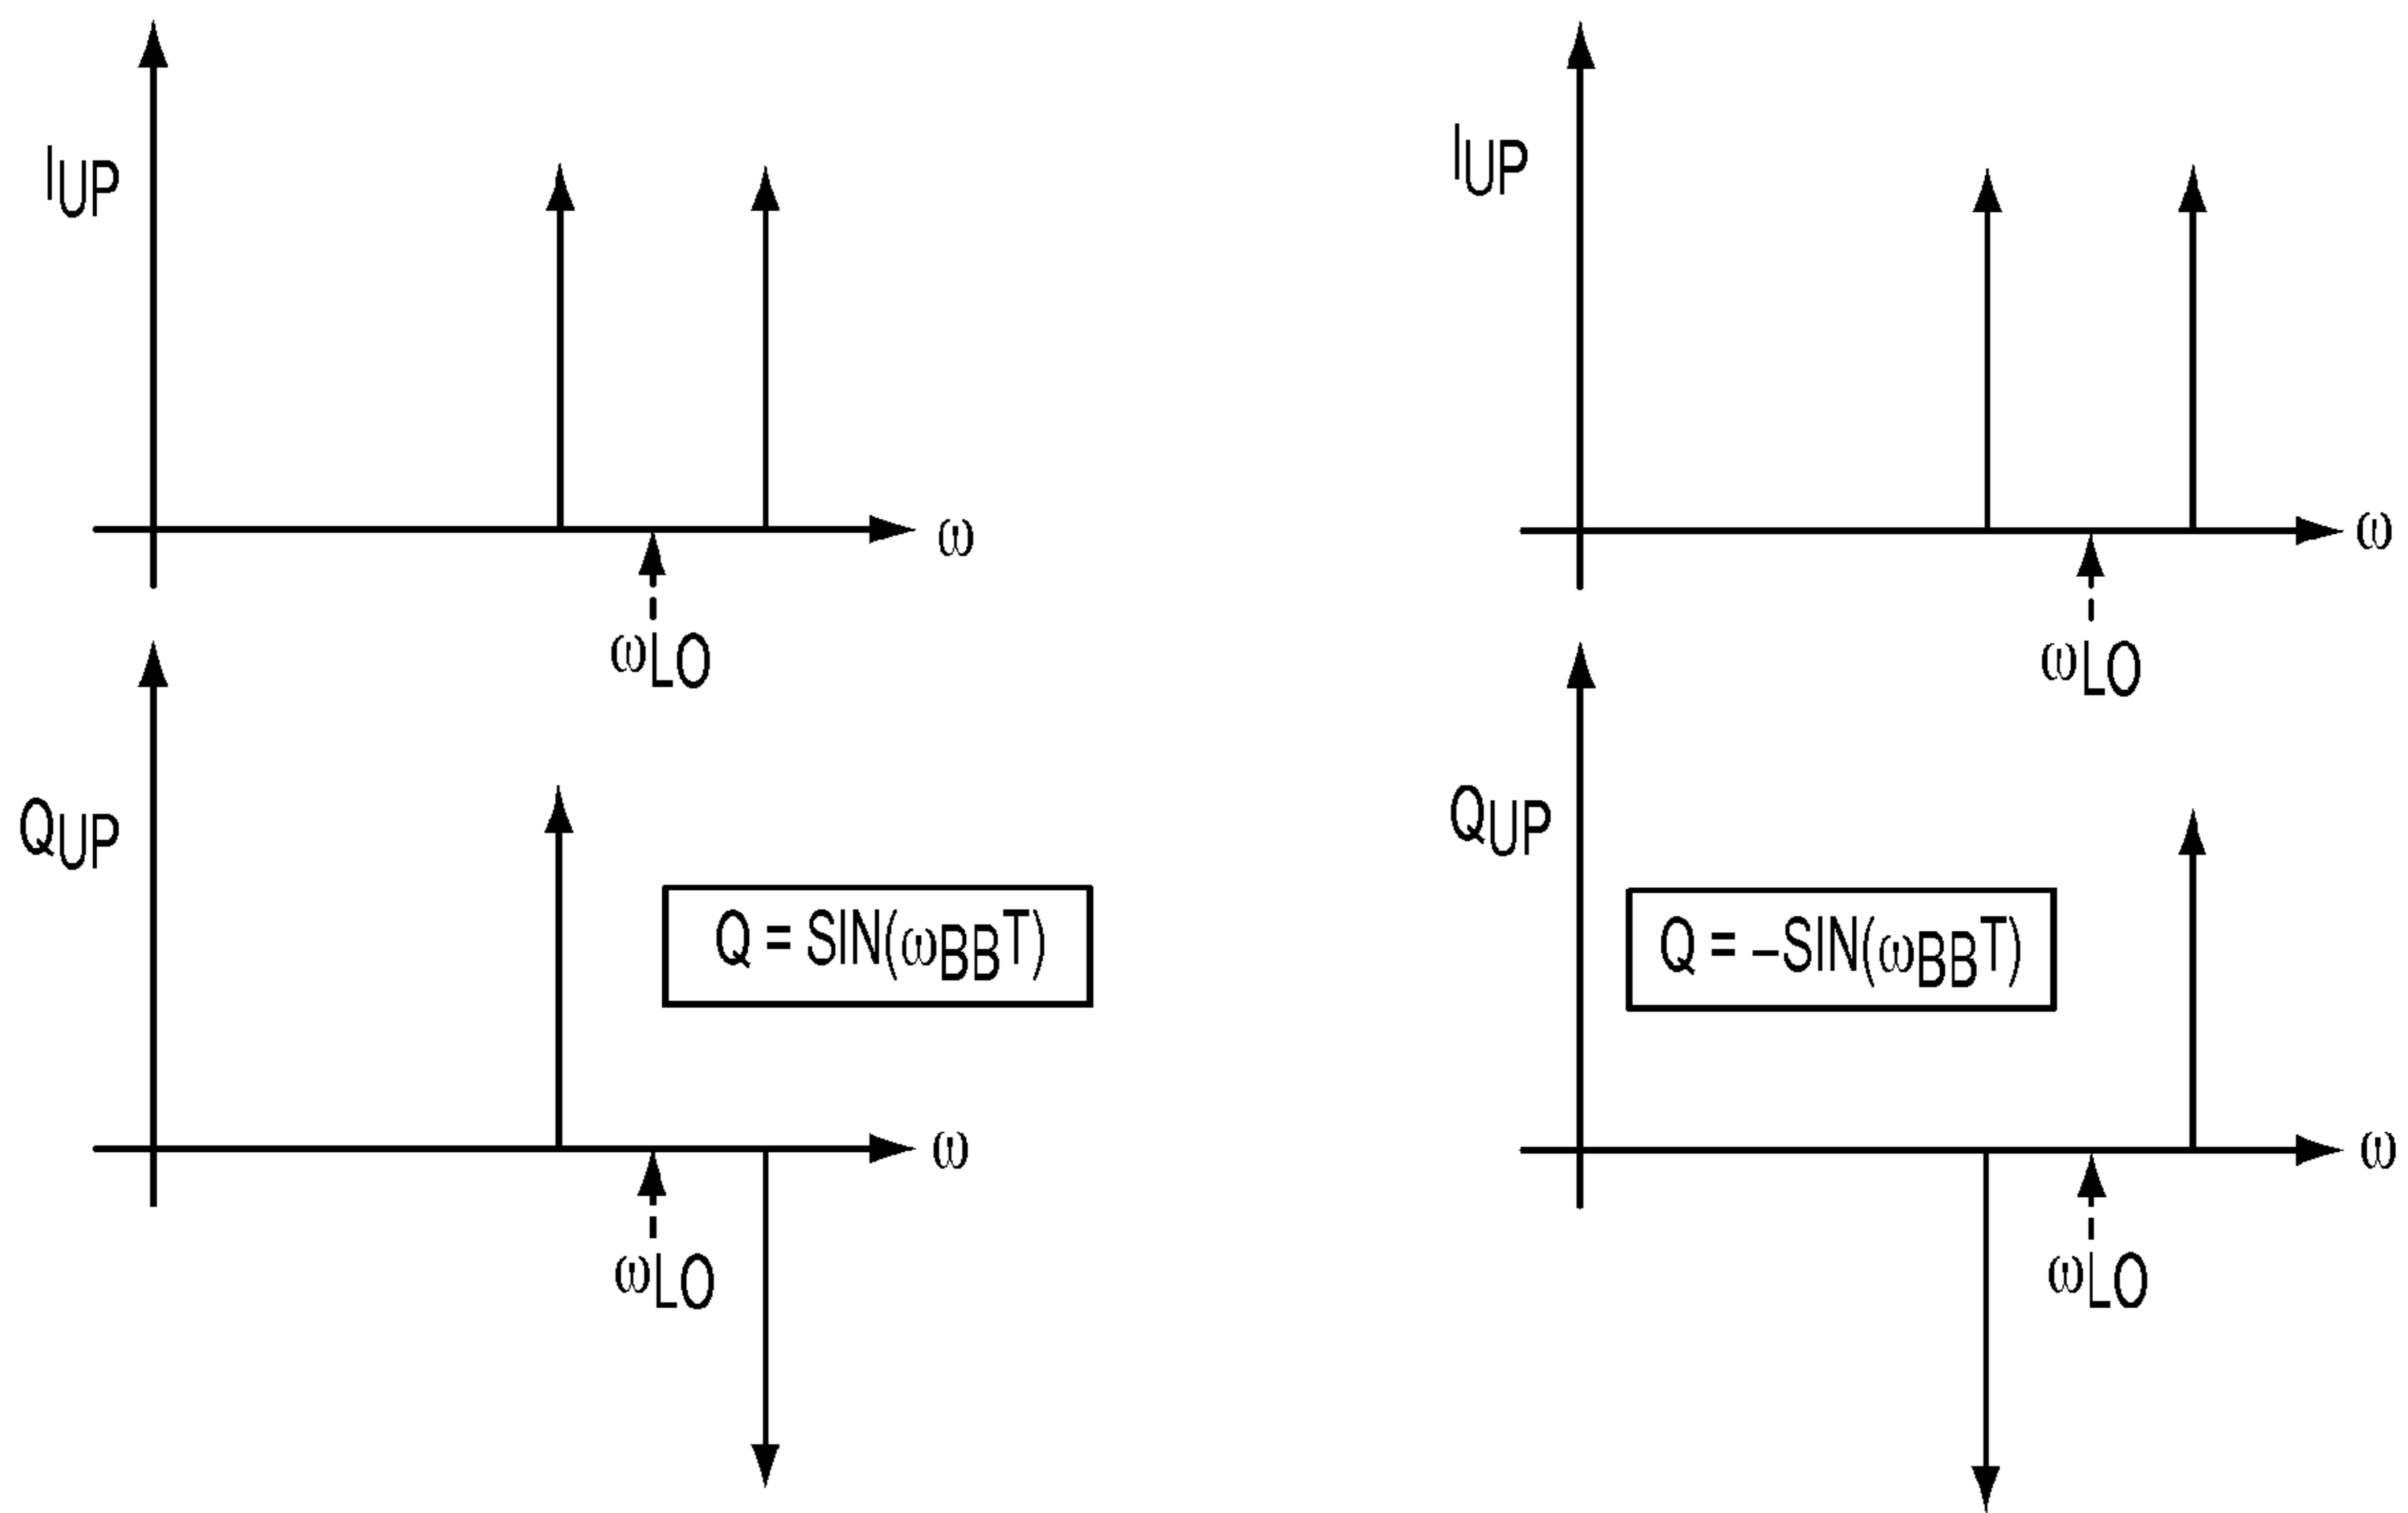 IUP
ω
ωLO
QUP
Q = SIN(ωBBT)
ω
ωLO
IUP
ω
ωLO
QUP
Q = –SIN(ωBBT)
ω
ωLO